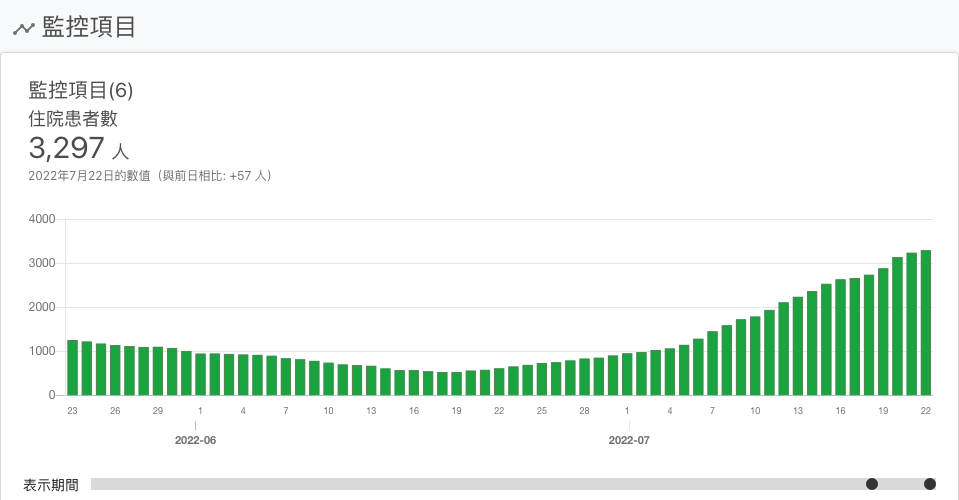 監控項目
監控項目(6)
住院患者數
3,297 人
2022年7月22日的數值（與前日相比: +57 人）
4000
3000
2000
1000
0
23 26 29 1 4 7 10 13 16 19 22 25 28 1 4 7 10 13 16 19 22
2022-06 2022-07
表示期間